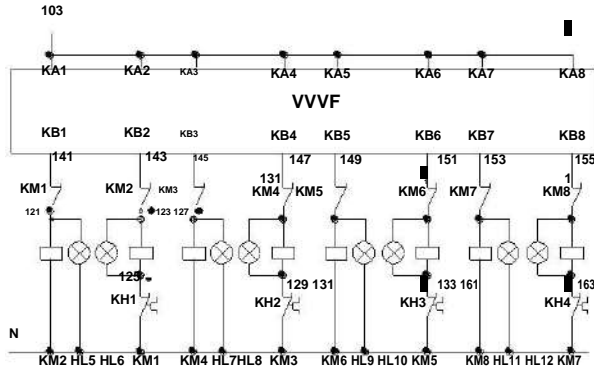 103
KA1 KA2 KA3 KA4 KA5 KA6 KA7 KA8
VVVF
KB1 KB2 KB3 KB4 KB5 KB6 KB7 KB8
141 143 145 147 149 151 153 155
131 1
KM1 KM2 KM3 KM4 KM5 KM6 KM7 KM8
121 123 127
125 129 131 133 161 163
KH1 KH2 KH3 KH4
N
KM2 HL5 HL6 KM1 KM4 HL7 HL8 KM3 KM6 HL9 HL10 KM5 KM8 HL11 HL12 KM7